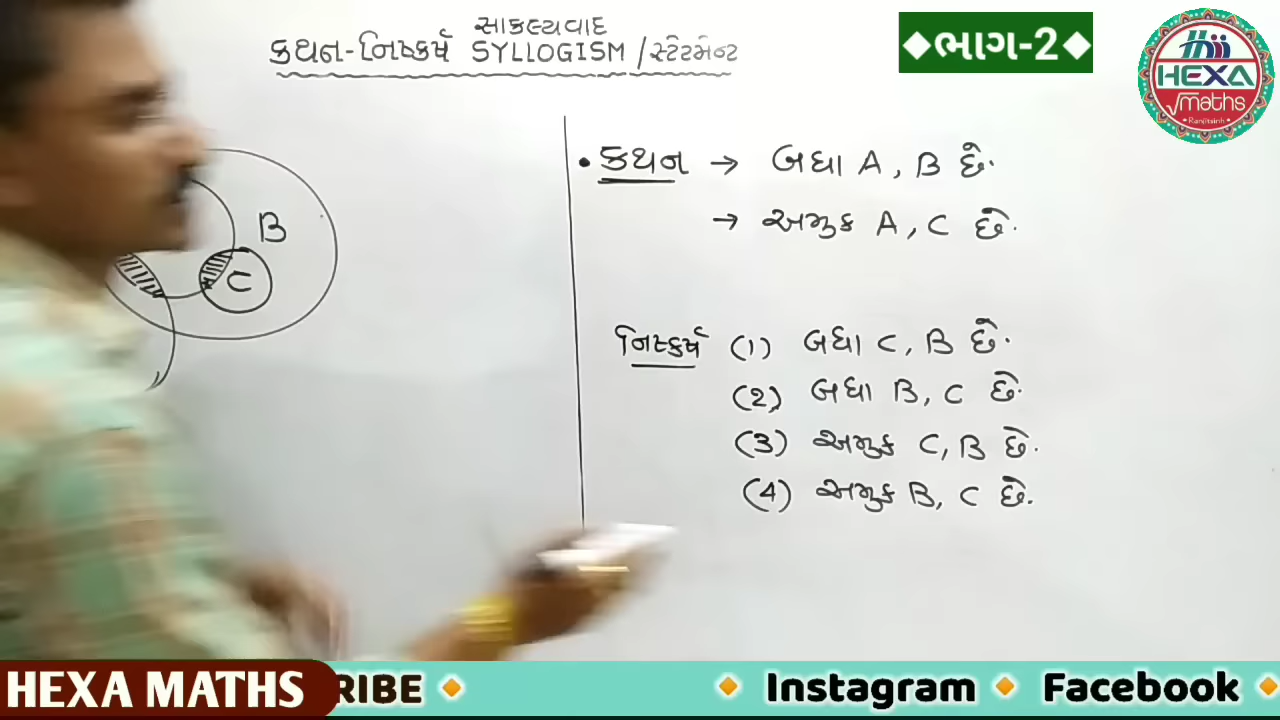 સાકલ્યવાદ
કથન-નિષ્કર્ષ SYLLOGISM / સ્ટેટમેન્ટ
◆ભાગ-2◆
HEXA
√maths
Ranjitsinh
B
C
• કથન → બધા A, B છે.
→ અમુક A, C છે.
નિષ્કર્ષ (1) બધા C, B છે.
(2) બધા B, C છે.
(3) અમુક C, B છે.
(4) અમુક B, C છે.
HEXA MATHS RIBE 🔸 🔸 Instagram 🔸 Facebook 🔸